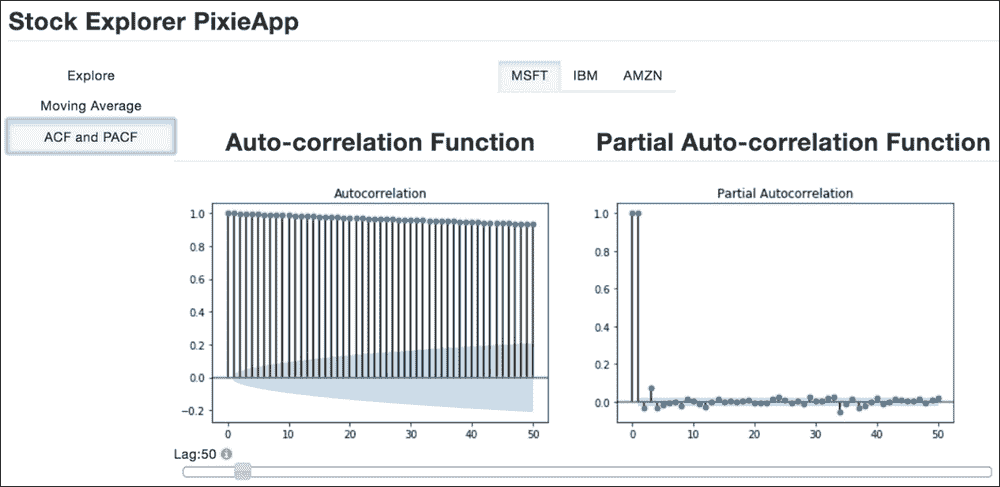 Stock Explorer PixieApp
Explore
MSFT IBM AMZN
Moving Average
ACF and PACF
Auto-correlation Function
Partial Auto-correlation Function
Autocorrelation
Partial Autocorrelation
1.0
0.8
0.6
0.4
0.2
0.0
−0.2
0 10 20 30 40 50
1.0
0.8
0.6
0.4
0.2
0.0
0 10 20 30 40 50
Lag:50